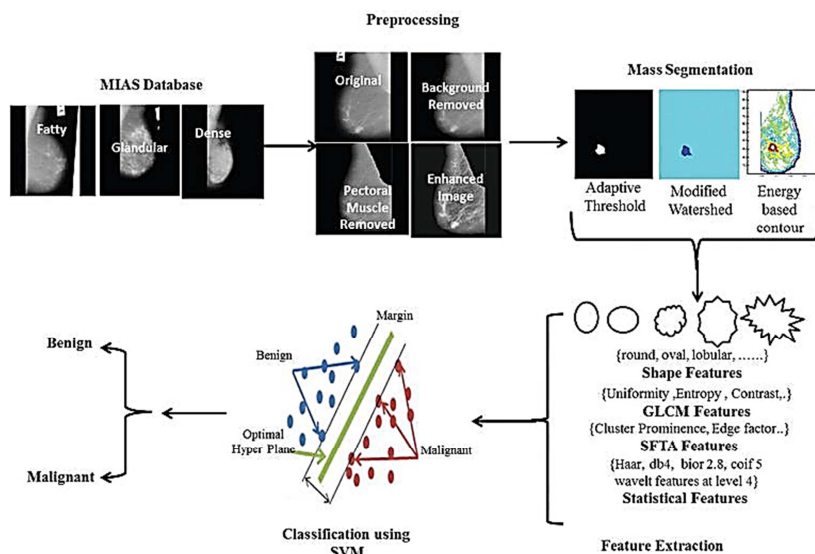 Preprocessing
MIAS Database
Fatty
Glandular
Dense
Original
Background
Removed
Pectoral
Muscle
Removed
Enhanced
Image
Mass Segmentation
Adaptive
Threshold
Modified
Watershed
Energy
based
contour
{round, oval, lobular, ......}
Shape Features
{Uniformity ,Entropy , Contrast,.}
GLCM Features
{Cluster Prominence, Edge factor..}
SFTA Features
{Haar, db4, bior 2.8, coif 5
wavelt features at level 4}
Statistical Features
Feature Extraction
Margin
Benign
Optimal
Hyper Plane
Malignant
Classification using
SVM
Benign
Malignant